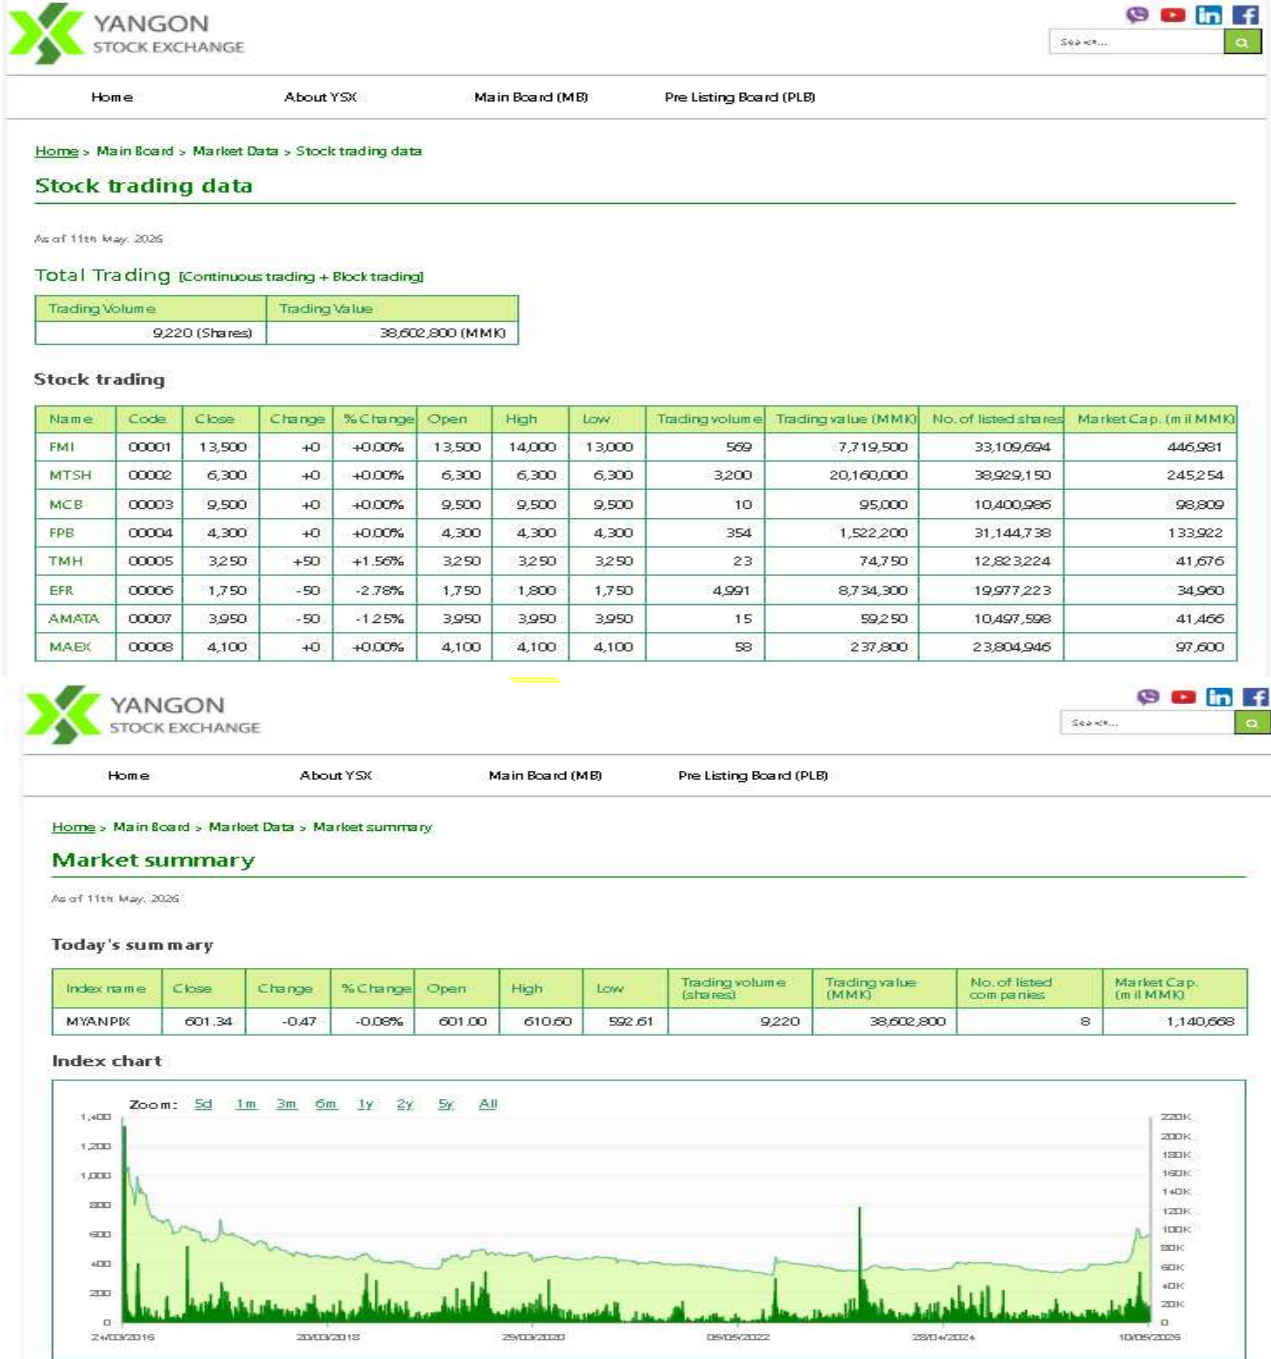 YANGON
STOCK EXCHANGE
Search...
Home About YSX Main Board (MB) Pre Listing Board (PLB)
Home > Main Board > Market Data > Stock trading data
Stock trading data
As of 11th May. 2026
Total Trading [Continuous trading + Block trading]
Trading Volume Trading Value
9,220 (Shares) 38,602,800 (MMK)
Stock trading
Name Code Close Change % Change Open High Low Trading volume Trading value (MMK) No. of listed shares Market Cap. (mil MMK)
FMI 00001 13,500 +0 +0.00% 13,500 14,000 13,000 569 7,719,500 33,109,694 446,981
MTSH 00002 6,300 +0 +0.00% 6,300 6,300 6,300 3,200 20,160,000 38,929,150 245,254
MCB 00003 9,500 +0 +0.00% 9,500 9,500 9,500 10 95,000 10,400,986 98,809
FPB 00004 4,300 +0 +0.00% 4,300 4,300 4,300 354 1,522,200 31,144,738 133,922
TMH 00005 3,250 +50 +1.56% 3,250 3,250 3,250 23 74,750 12,823,224 41,676
EFR 00006 1,750 -50 -2.78% 1,750 1,800 1,750 4,991 8,734,300 19,977,223 34,960
AMATA 00007 3,950 -50 -1.25% 3,950 3,950 3,950 15 59,250 10,497,598 41,466
MAEX 00008 4,100 +0 +0.00% 4,100 4,100 4,100 58 237,800 23,804,946 97,600
YANGON
STOCK EXCHANGE
Search...
Home About YSX Main Board (MB) Pre Listing Board (PLB)
Home > Main Board > Market Data > Market summary
Market summary
As of 11th May. 2026
Today's summary
Index name Close Change % Change Open High Low Trading volume (shares) Trading value (MMK) No. of listed companies Market Cap. (mil MMK)
MYANPIX 601.34 -0.47 -0.08% 601.00 610.60 592.61 9,220 38,602,800 8 1,140,668
Index chart
Zoom: 5d 1m 3m 6m 1y 2y 5y All
1,400 220K
200K
1,200 180K
1,000 160K
140K
800 120K
600 100K
80K
400 60K
40K
200 20K
0 0
24/03/2016 20/03/2018 29/03/2020 05/05/2022 28/04/2024 10/05/2026